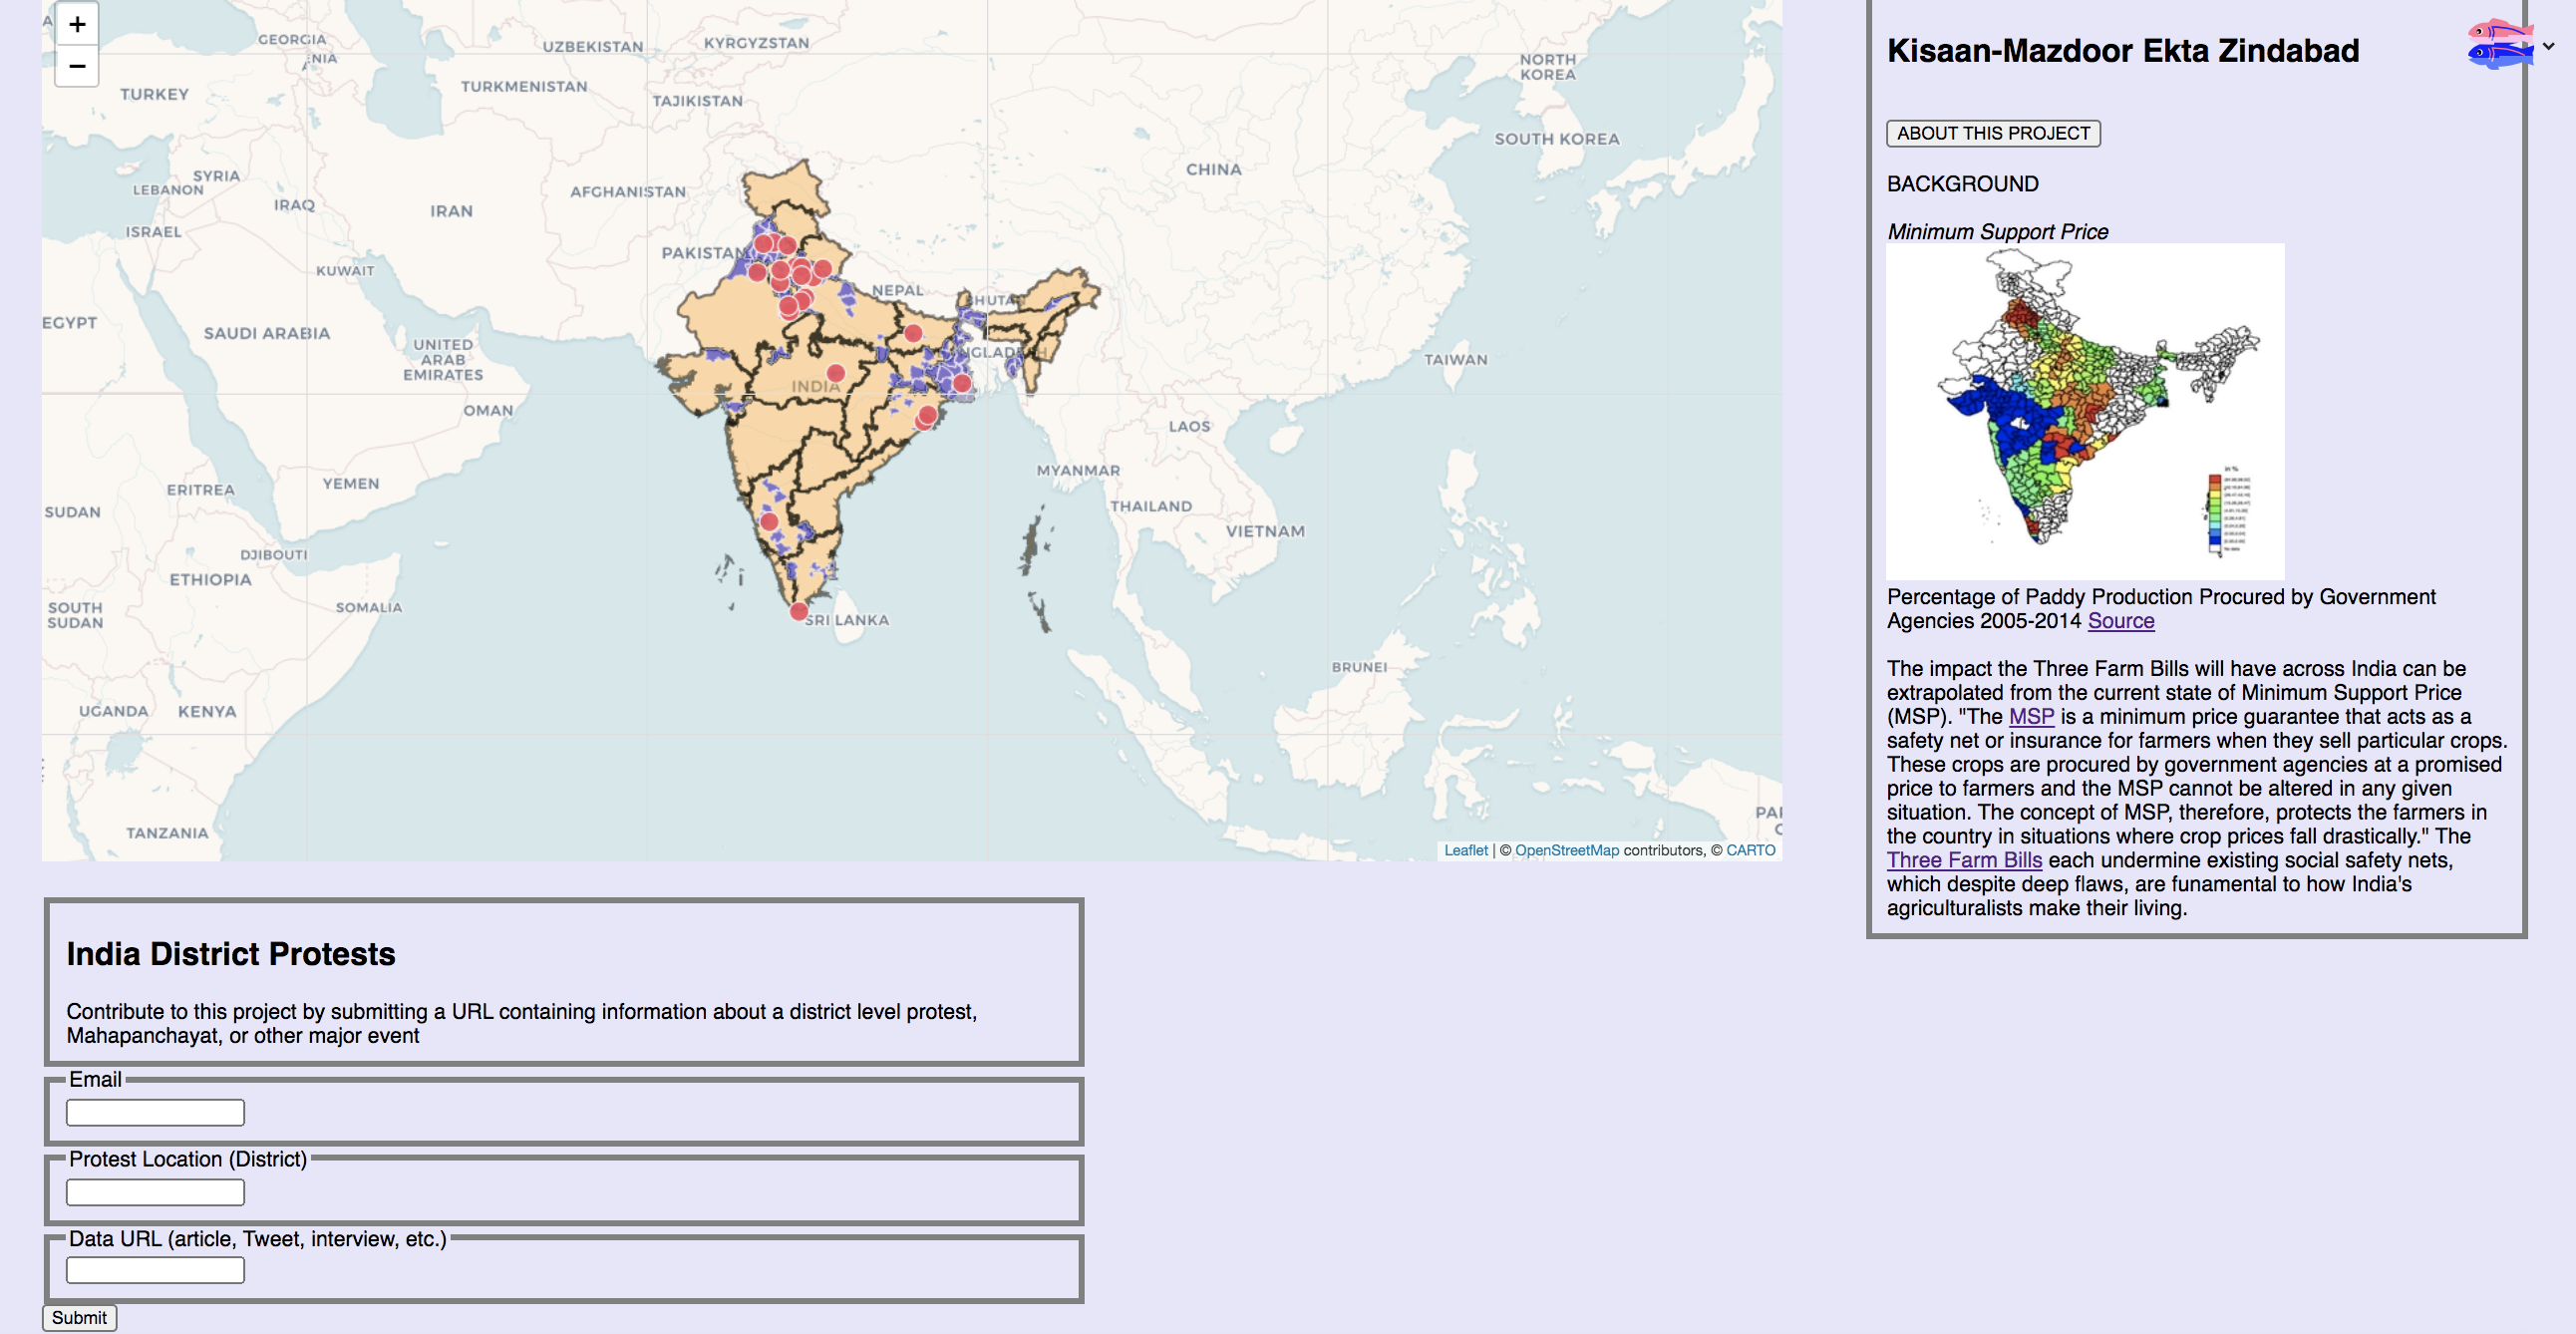 +
−
GEORGIA
UZBEKISTAN
KYRGYZSTAN
NORTH
KOREA
TURKEY
TURKMENISTAN
TAJIKISTAN
SOUTH KOREA
SYRIA
LEBANON
AFGHANISTAN
CHINA
IRAQ
IRAN
ISRAEL
PAKISTAN
KUWAIT
NEPAL
BHUTAN
EGYPT
SAUDI ARABIA
UNITED
ARAB
EMIRATES
TAIWAN
INDIA
OMAN
LAOS
MYANMAR
YEMEN
ERITREA
THAILAND
SUDAN
VIETNAM
DJIBOUTI
ETHIOPIA
SOUTH
SUDAN
SOMALIA
SRI LANKA
BRUNEI
UGANDA
KENYA
TANZANIA
Leaflet | © OpenStreetMap contributors, © CARTO
India District Protests
Contribute to this project by submitting a URL containing information about a district level protest,
Mahapanchayat, or other major event
Email
Protest Location (District)
Data URL (article, Tweet, interview, etc.)
Submit
Kisaan-Mazdoor Ekta Zindabad
ABOUT THIS PROJECT
BACKGROUND
Minimum Support Price
in %
Percentage of Paddy Production Procured by Government
Agencies 2005-2014 Source
The impact the Three Farm Bills will have across India can be
extrapolated from the current state of Minimum Support Price
(MSP). "The MSP is a minimum price guarantee that acts as a
safety net or insurance for farmers when they sell particular crops.
These crops are procured by government agencies at a promised
price to farmers and the MSP cannot be altered in any given
situation. The concept of MSP, therefore, protects the farmers in
the country in situations where crop prices fall drastically." The
Three Farm Bills each undermine existing social safety nets,
which despite deep flaws, are funamental to how India's
agriculturalists make their living.